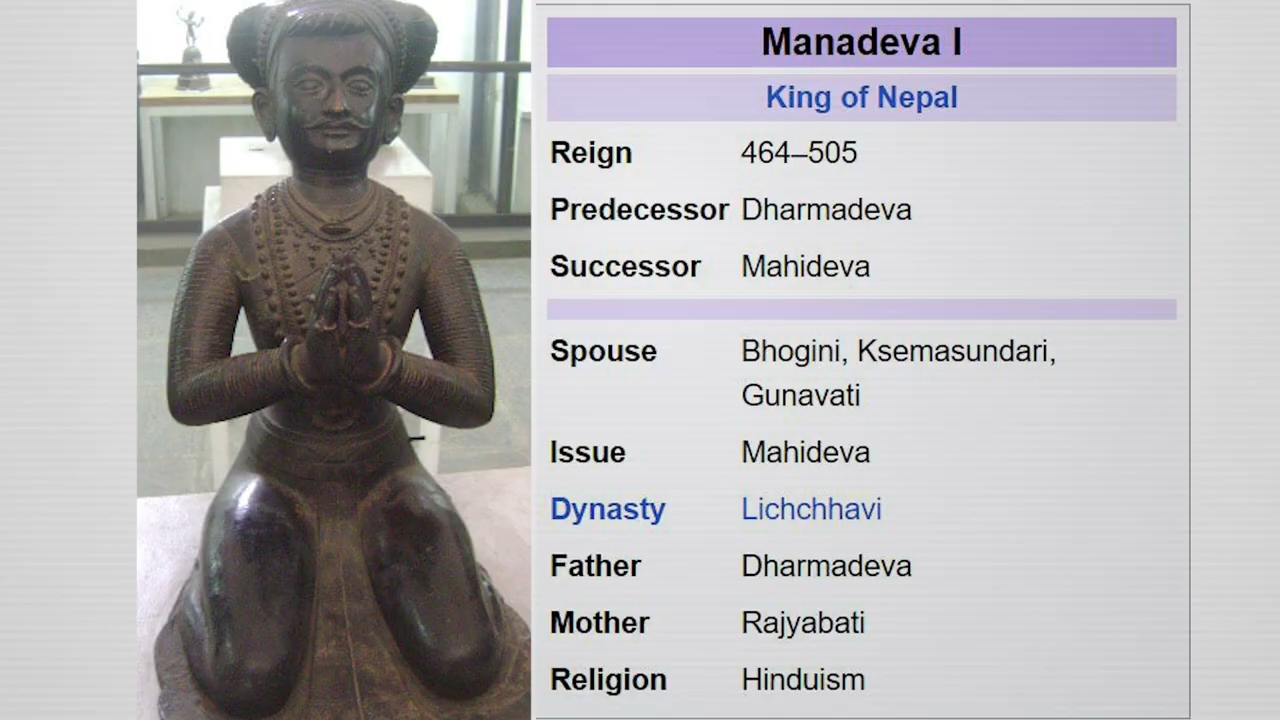 Manadeva I
King of Nepal
Reign 464–505
Predecessor Dharmadeva
Successor Mahideva
Spouse Bhogini, Ksemasundari,
Gunavati
Issue Mahideva
Dynasty Lichchhavi
Father Dharmadeva
Mother Rajyabati
Religion Hinduism